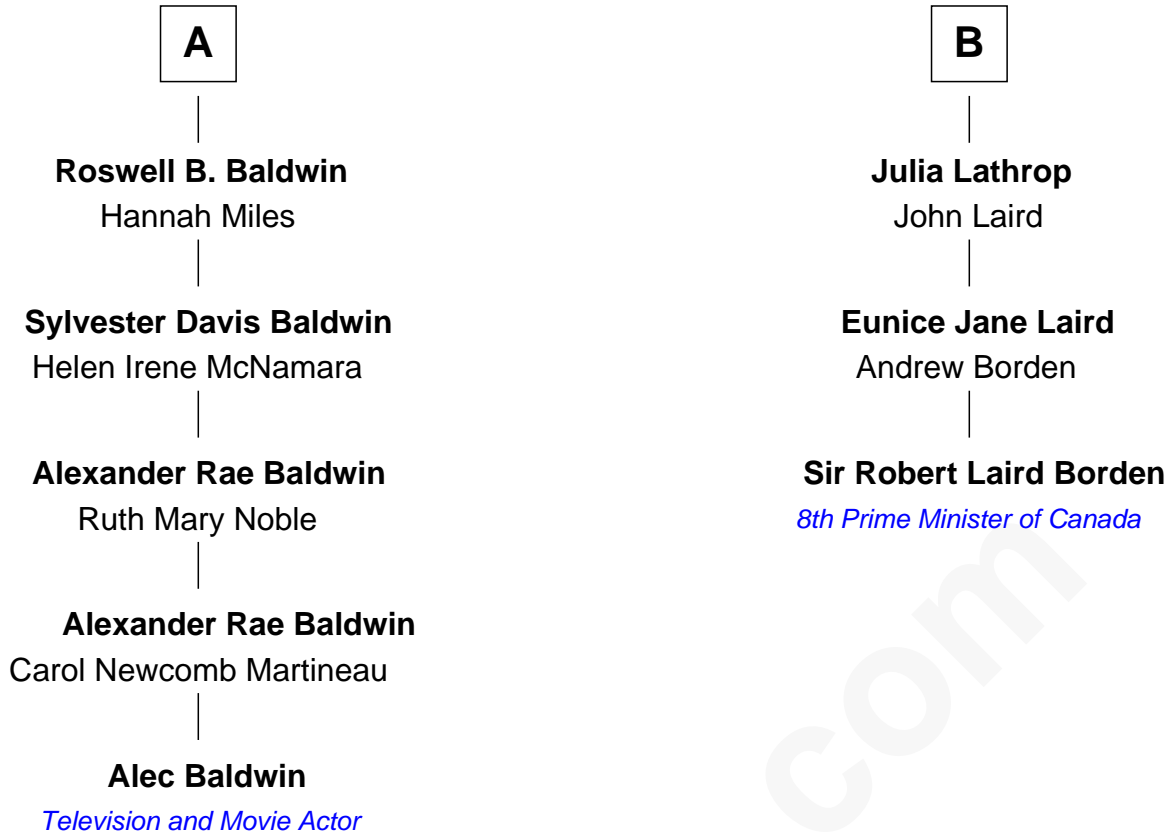 A
Roswell B. Baldwin
Hannah Miles
Sylvester Davis Baldwin
Helen Irene McNamara
Alexander Rae Baldwin
Ruth Mary Noble
Alexander Rae Baldwin
Carol Newcomb Martineau
Alec Baldwin
Television and Movie Actor
B
Julia Lathrop
John Laird
Eunice Jane Laird
Andrew Borden
Sir Robert Laird Borden
8th Prime Minister of Canada
com